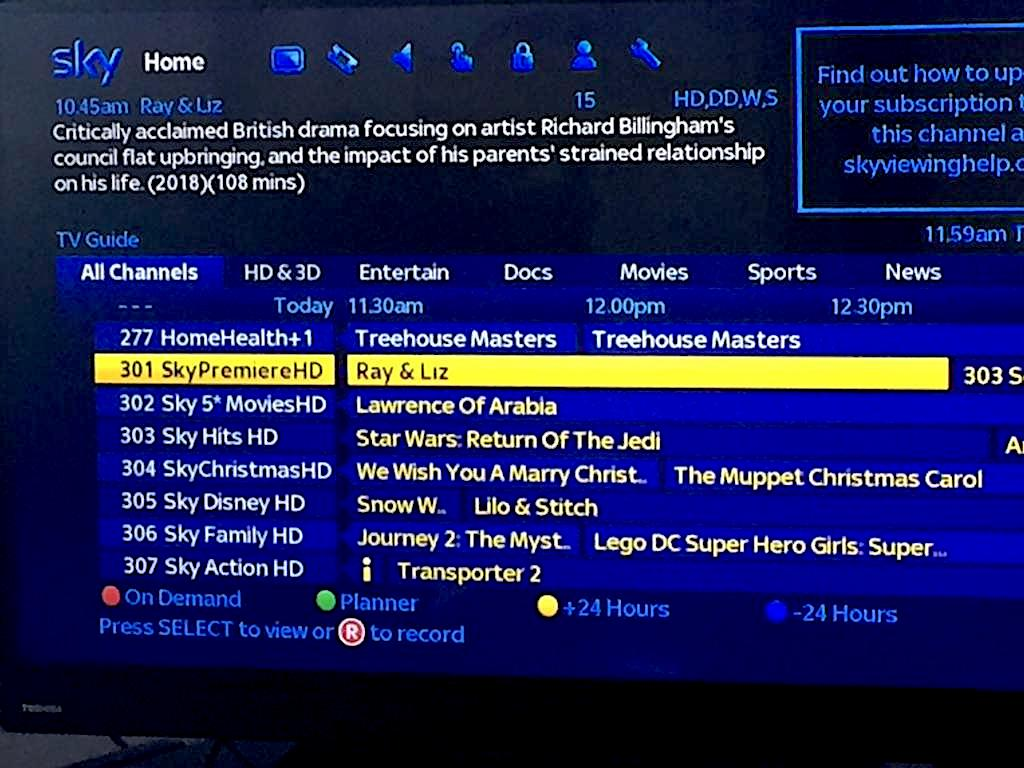 sky Home
10.45am Ray & Liz 15 HD,DD,W,S
Critically acclaimed British drama focusing on artist Richard Billingham's
council flat upbringing, and the impact of his parents' strained relationship
on his life. (2018)(108 mins)
Find out how to up
your subscription t
this channel a
skyviewinghelp.c
11.59am T
TV Guide
All Channels HD & 3D Entertain Docs Movies Sports News
--- Today 11.30am 12.00pm 12.30pm
277 HomeHealth+1 Treehouse Masters Treehouse Masters
301 SkyPremiereHD Ray & Liz 303 S
302 Sky 5* MoviesHD Lawrence Of Arabia
303 Sky Hits HD Star Wars: Return Of The Jedi A
304 SkyChristmasHD We Wish You A Marry Christ... The Muppet Christmas Carol
305 Sky Disney HD Snow W... Lilo & Stitch
306 Sky Family HD Journey 2: The Myst... Lego DC Super Hero Girls: Super...
307 Sky Action HD i Transporter 2
On Demand Planner +24 Hours -24 Hours
Press SELECT to view or R to record
TOSHIBA